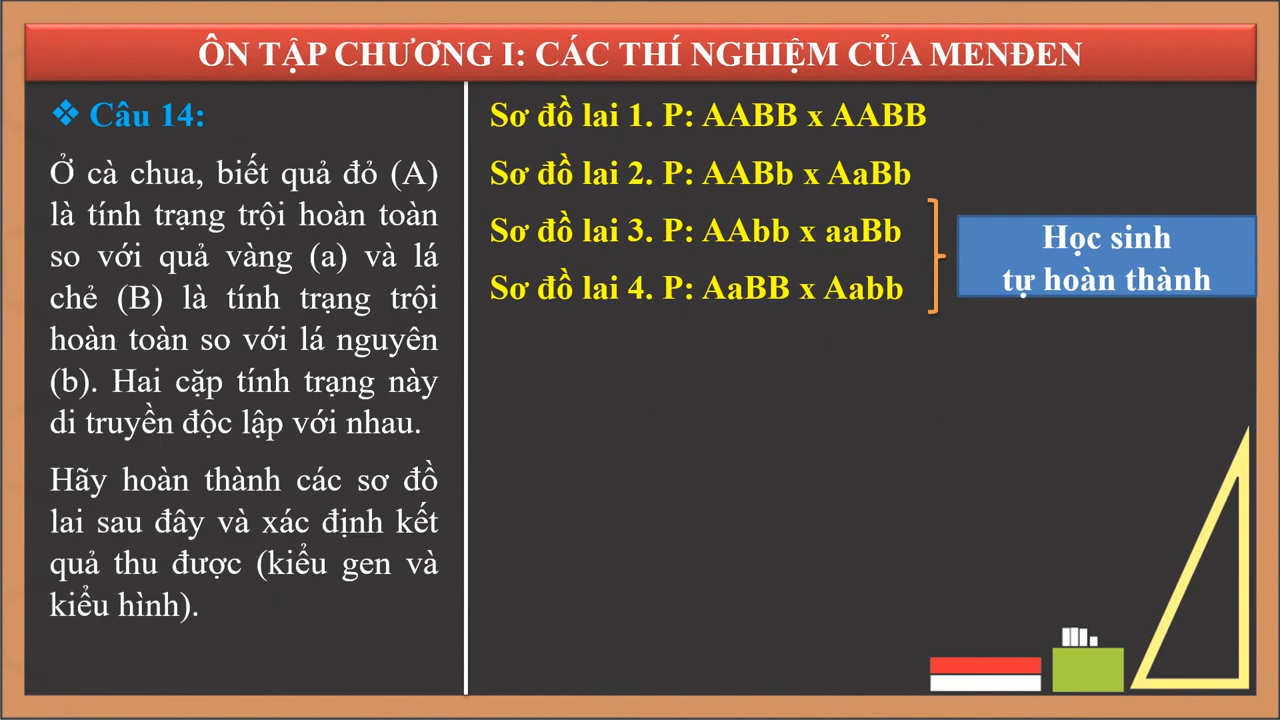 ÔN TẬP CHƯƠNG I: CÁC THÍ NGHIỆM CỦA MENĐEN
❖ Câu 14:
Ở cà chua, biết quả đỏ (A)
là tính trạng trội hoàn toàn
so với quả vàng (a) và lá
chẻ (B) là tính trạng trội
hoàn toàn so với lá nguyên
(b). Hai cặp tính trạng này
di truyền độc lập với nhau.
Hãy hoàn thành các sơ đồ
lai sau đây và xác định kết
quả thu được (kiểu gen và
kiểu hình).
Sơ đồ lai 1. P: AABB x AABB
Sơ đồ lai 2. P: AABb x AaBb
Sơ đồ lai 3. P: AAbb x aaBb
Sơ đồ lai 4. P: AaBB x Aabb
Học sinh
tự hoàn thành